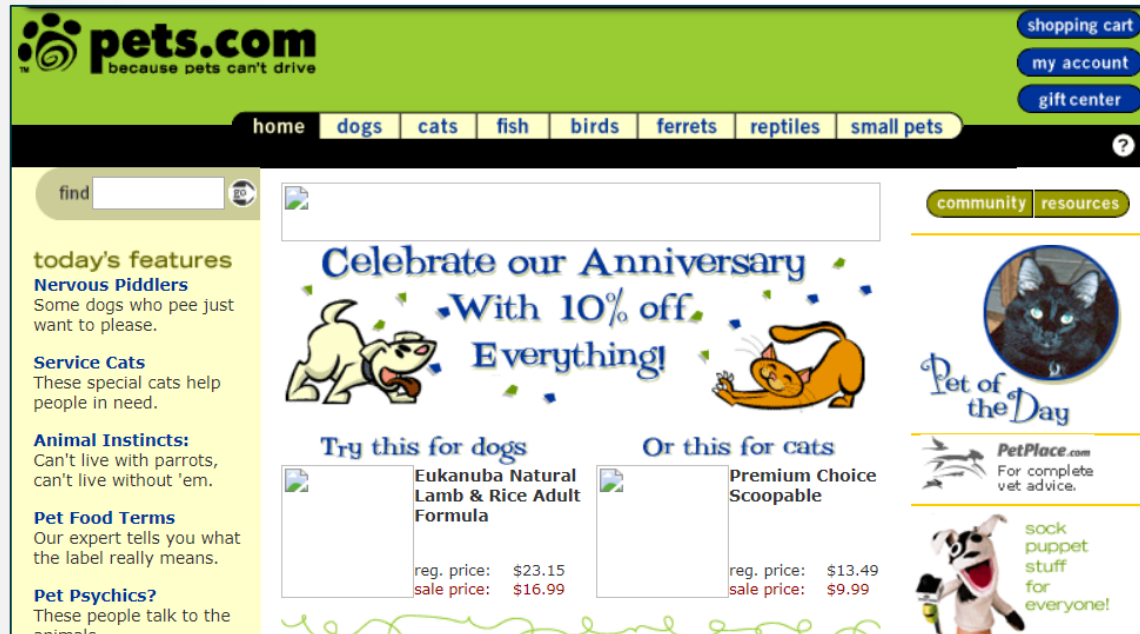 pets.com
TM
because pets can't drive
shopping cart
my account
gift center
home dogs cats fish birds ferrets reptiles small pets
?
find go
today's features
Nervous Piddlers
Some dogs who pee just
want to please.
Service Cats
These special cats help
people in need.
Animal Instincts:
Can't live with parrots,
can't live without 'em.
Pet Food Terms
Our expert tells you what
the label really means.
Pet Psychics?
These people talk to the
animals
Celebrate our Anniversary
With 10% off
Everything!
Try this for dogs
Eukanuba Natural
Lamb & Rice Adult
Formula
reg. price: $23.15
sale price: $16.99
Or this for cats
Premium Choice
Scoopable
reg. price: $13.49
sale price: $9.99
community resources
Pet of
the Day
PetPlace.com
For complete
vet advice.
sock
puppet
stuff
for
everyone!